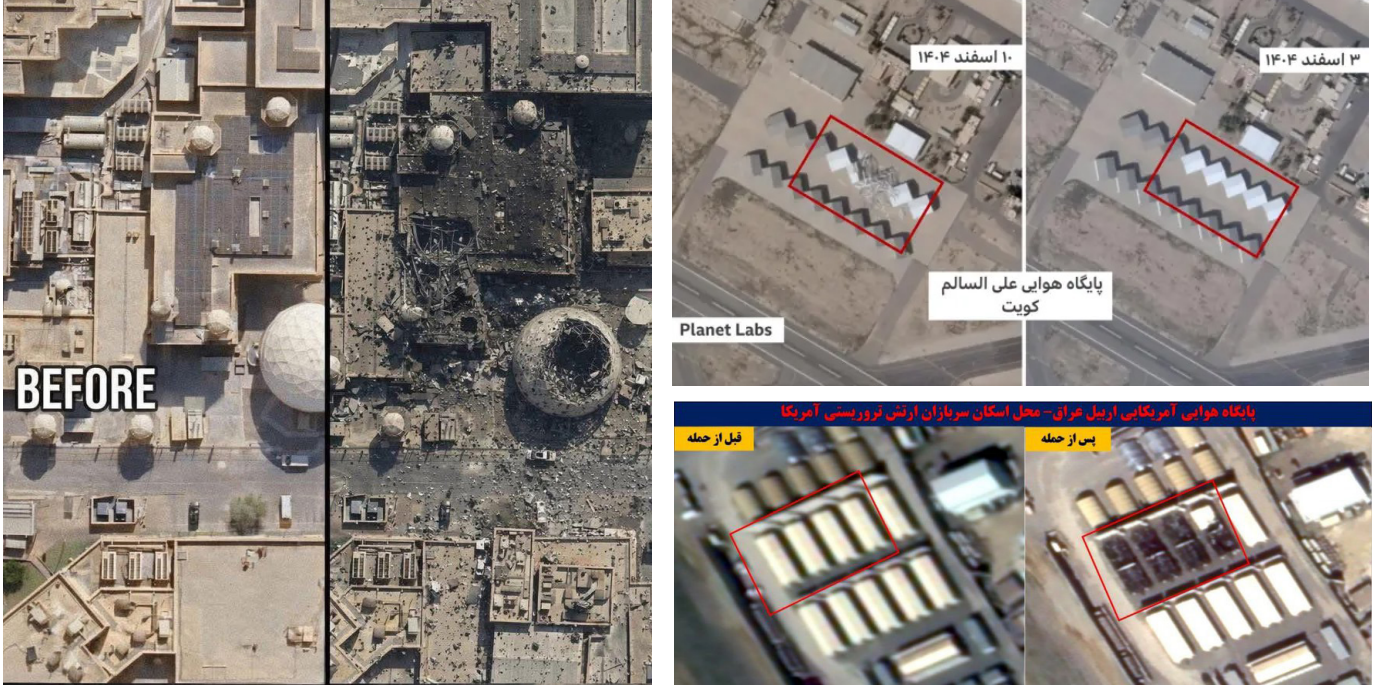 BEFORE
۱۰ اسفند ۱۴۰۴
۳ اسفند ۱۴۰۴
پایگاه هوایی علی السالم
کویت
Planet Labs
پایگاه هوایی آمریکایی اربیل عراق- محل اسکان سربازان ارتش تروریستی آمریکا
قبل از حمله
پس از حمله